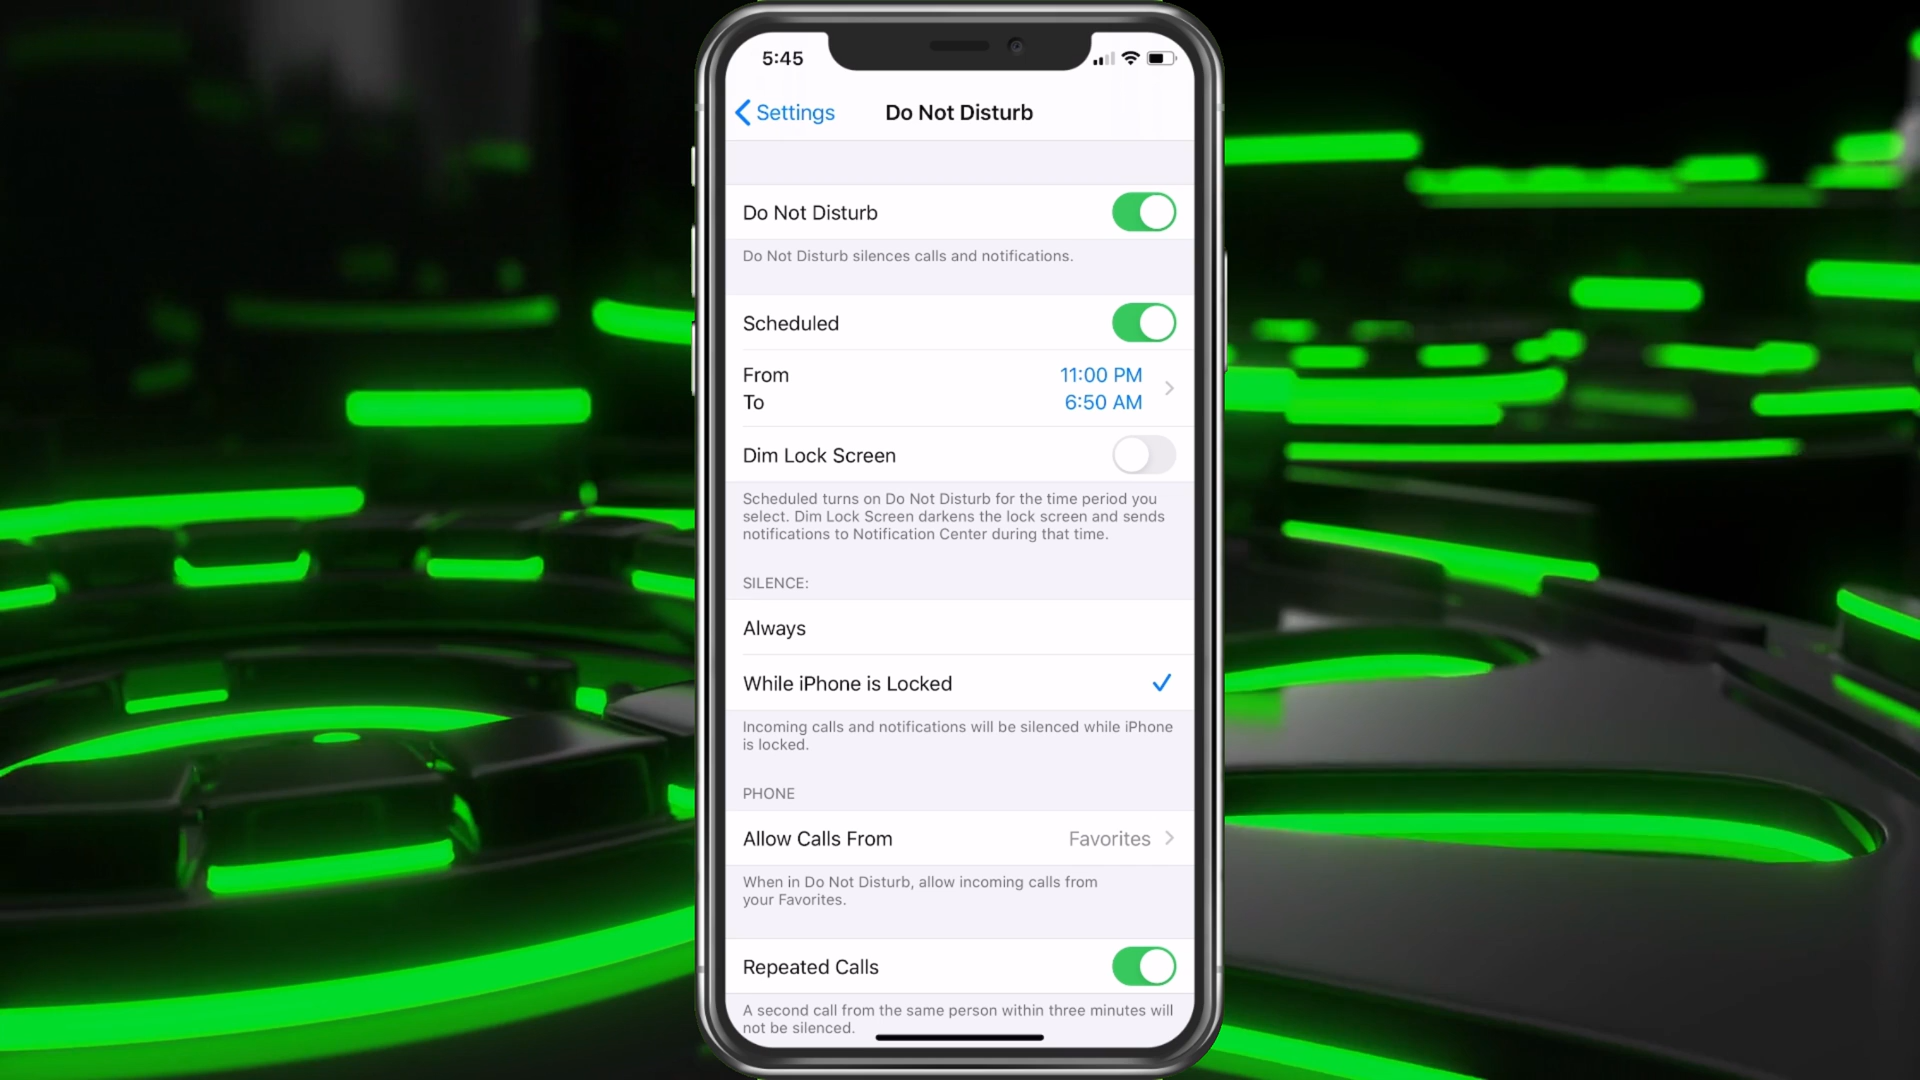 5:45
Settings
Do Not Disturb
Do Not Disturb
Do Not Disturb silences calls and notifications.
Scheduled
From 11:00 PM
To 6:50 AM
Dim Lock Screen
Scheduled turns on Do Not Disturb for the time period you
select. Dim Lock Screen darkens the lock screen and sends
notifications to Notification Center during that time.
SILENCE:
Always
While iPhone is Locked
Incoming calls and notifications will be silenced while iPhone
is locked.
PHONE
Allow Calls From Favorites
When in Do Not Disturb, allow incoming calls from
your Favorites.
Repeated Calls
A second call from the same person within three minutes will
not be silenced.